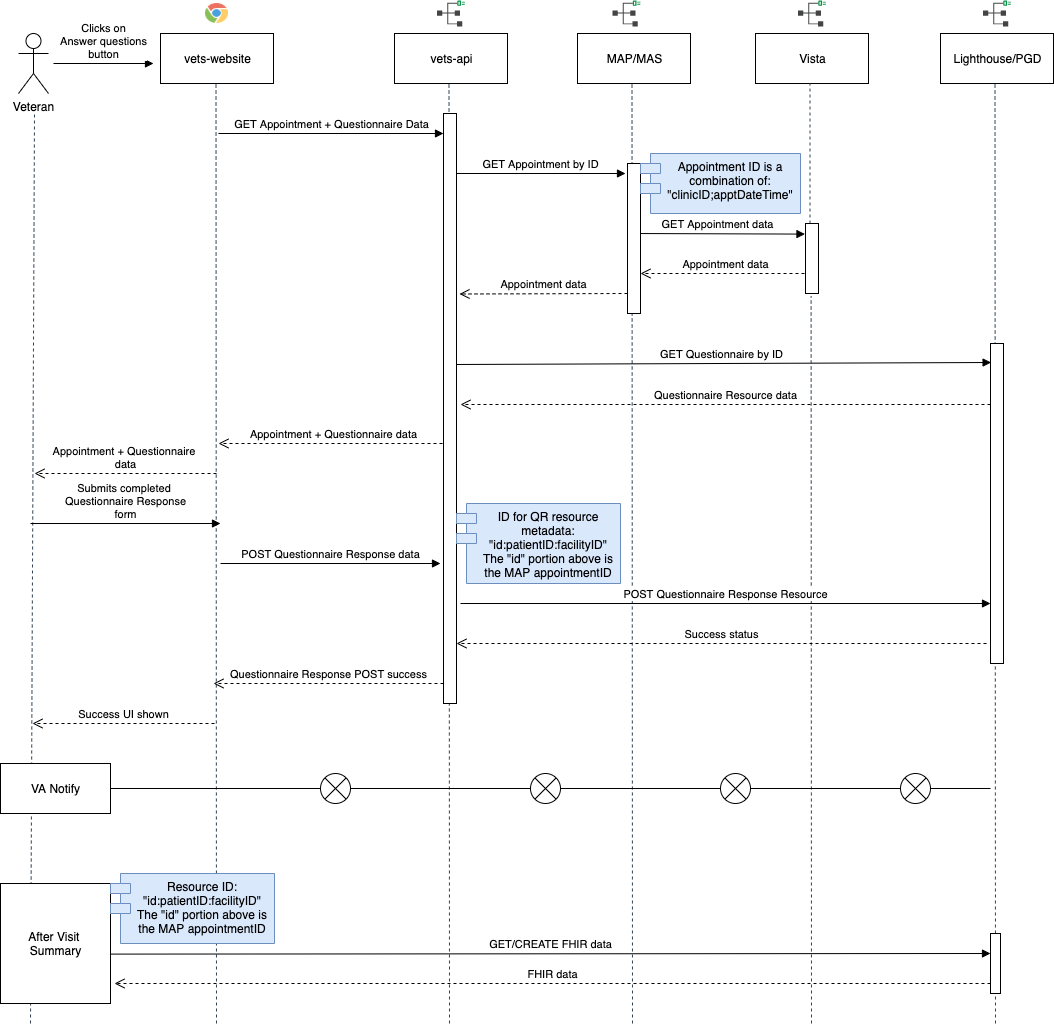 Clicks on
Answer questions
button
Veteran
vets-website
vets-api
MAP/MAS
Vista
Lighthouse/PGD
GET Appointment + Questionnaire Data
GET Appointment by ID
Appointment ID is a
combination of:
"clinicID;apptDateTime"
GET Appointment data
Appointment data
Appointment data
GET Questionnaire by ID
Questionnaire Resource data
Appointment + Questionnaire data
Appointment + Questionnaire
data
Submits completed
Questionnaire Response
form
ID for QR resource
metadata:
"id:patientID:facilityID"
The "id" portion above is
the MAP appointmentID
POST Questionnaire Response data
POST Questionnaire Response Resource
Success status
Questionnaire Response POST success
Success UI shown
VA Notify
Resource ID:
"id:patientID:facilityID"
The "id" portion above is
the MAP appointmentID
After Visit
Summary
GET/CREATE FHIR data
FHIR data